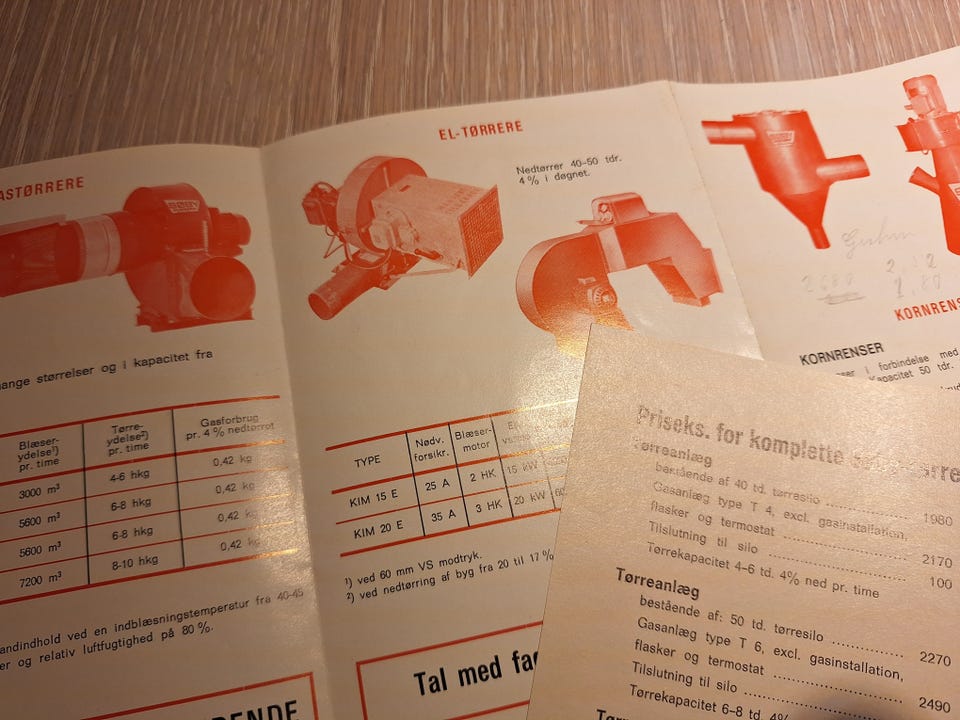 EL-TØRRERE
ASTØRRERE
Nedtørrer 40-50 tdr.
4% i døgnet.
SØBY
KORNRENS
KORNRENSER
i forbindelse med
Kapacitet 50 tdr.
ange størrelser og i kapacitet fra
Blæser-
ydelse¹)
pr. time
Tørre-
ydelse²)
pr. time
Gasforbrug
pr. 4% nedtørret
3000 m³ 4-6 hkg 0,42 kg
5600 m³ 6-8 hkg 0,42 kg
5600 m³ 6-8 hkg 0,42 kg
7200 m³ 8-10 hkg 0,42
andindhold ved en indblæsningstemperatur fra 40-45
er og relativ luftfugtighed på 80%.
TYPE
Nødv.
forsikr.
Blæser-
motor
KIM 15 E 25 A 2 HK 15 kW
KIM 20 E 35 A 3 HK 20 kW
¹) ved 60 mm VS modtryk.
²) ved nedtørring af byg fra 20 til 17%
Tal med fa
ENDE
Priseks. for komplette
Tørreanlæg
bestående af 40 td. tørresilo 1980
Gasanlæg type T 4, excl. gasinstallation,
flasker og termostat 2170
Tilslutning til silo 100
Tørrekapacitet 4-6 td. 4% ned pr. time
Tørreanlæg
bestående af: 50 td. tørresilo 2270
Gasanlæg type T 6, excl. gasinstallation,
flasker og termostat 2490
Tilslutning til silo
Tørrekapacitet 6-8 td. 4%